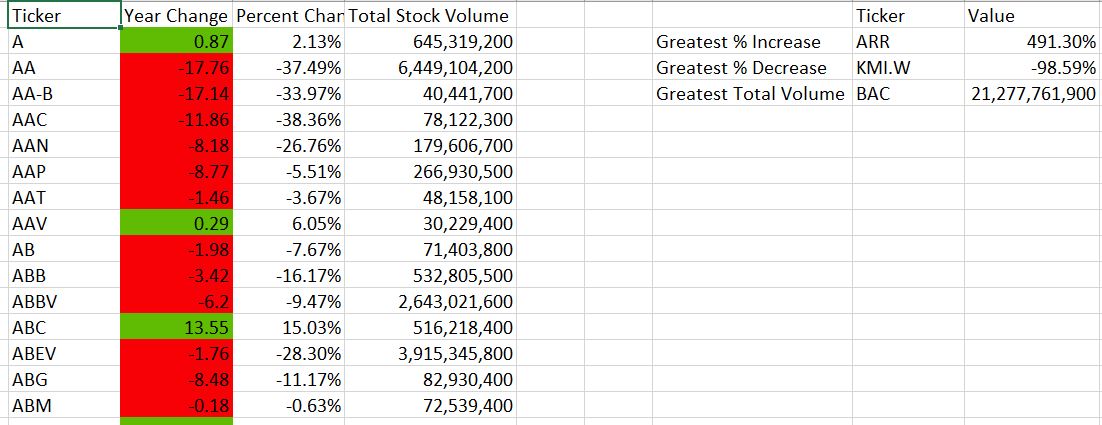 Ticker Year Change Percent Chan Total Stock Volume Ticker Value
A 0.87 2.13% 645,319,200 Greatest % Increase ARR 491.30%
AA -17.76 -37.49% 6,449,104,200 Greatest % Decrease KMI.W -98.59%
AA-B -17.14 -33.97% 40,441,700 Greatest Total Volume BAC 21,277,761,900
AAC -11.86 -38.36% 78,122,300
AAN -8.18 -26.76% 179,606,700
AAP -8.77 -5.51% 266,930,500
AAT -1.46 -3.67% 48,158,100
AAV 0.29 6.05% 30,229,400
AB -1.98 -7.67% 71,403,800
ABB -3.42 -16.17% 532,805,500
ABBV -6.2 -9.47% 2,643,021,600
ABC 13.55 15.03% 516,218,400
ABEV -1.76 -28.30% 3,915,345,800
ABG -8.48 -11.17% 82,930,400
ABM -0.18 -0.63% 72,539,400